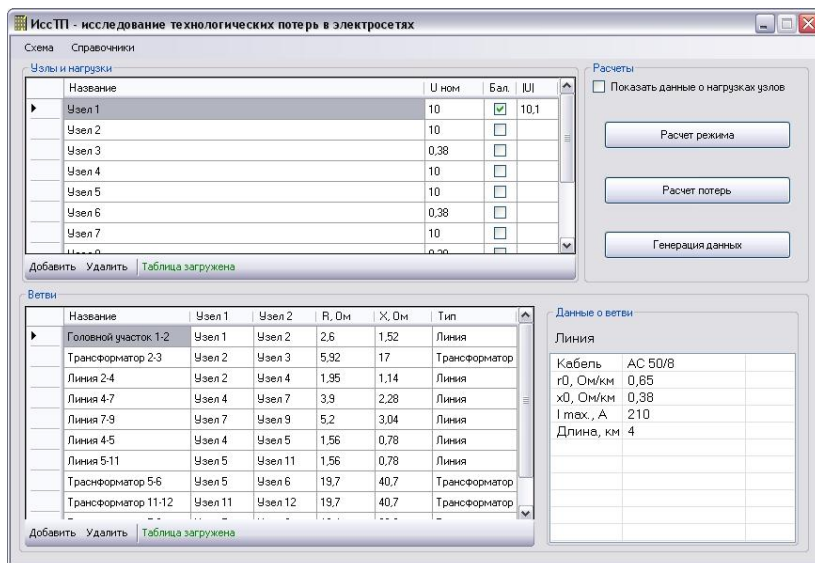 ИссТП - исследование технологических потерь в электросетях
Схема Справочники
Узлы и нагрузки
Название U ном Бал. |U|
Узел 1 10 10,1
Узел 2 10
Узел 3 0,38
Узел 4 10
Узел 5 10
Узел 6 0,38
Узел 7 10
Добавить Удалить Таблица загружена
Расчеты
Показать данные о нагрузках узлов
Расчет режима
Расчет потерь
Генерация данных
Ветви
Название Узел 1 Узел 2 R, Ом X, Ом Тип
Головной участок 1-2 Узел 1 Узел 2 2,6 1,52 Линия
Трансформатор 2-3 Узел 2 Узел 3 5,92 17 Трансформатор
Линия 2-4 Узел 2 Узел 4 1,95 1,14 Линия
Линия 4-7 Узел 4 Узел 7 3,9 2,28 Линия
Линия 7-9 Узел 7 Узел 9 5,2 3,04 Линия
Линия 4-5 Узел 4 Узел 5 1,56 0,78 Линия
Линия 5-11 Узел 5 Узел 11 1,56 0,78 Линия
Траснформатор 5-6 Узел 5 Узел 6 19,7 40,7 Трансформатор
Трансформатор 11-12 Узел 11 Узел 12 19,7 40,7 Трансформатор
Добавить Удалить Таблица загружена
Данные о ветви
Линия
Кабель АС 50/8
r0, Ом/км 0,65
x0, Ом/км 0,38
I max., А 210
Длина, км 4